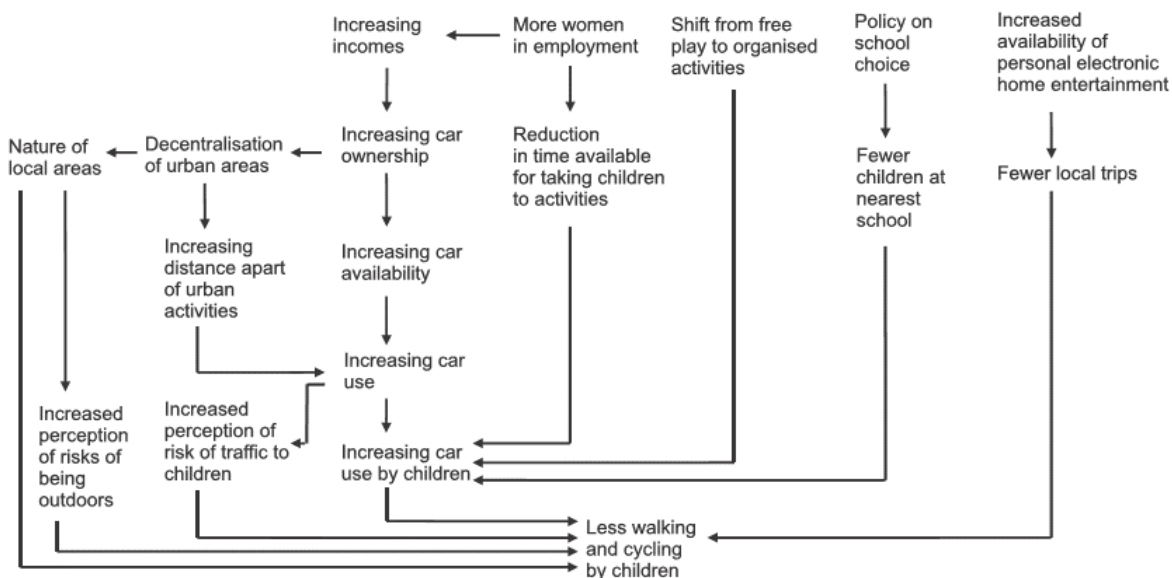 Increasing
incomes
More women
in employment
Shift from free
play to organised
activities
Policy on
school
choice
Increased
availability of
personal electronic
home entertainment
Nature of
local areas
Decentralisation
of urban areas
Increasing car
ownership
Reduction
in time available
for taking children
to activities
Fewer
children at
nearest
school
Fewer local trips
Increasing
distance apart
of urban
activities
Increasing car
availability
Increasing car
use
Increased
perception
of risks of
being
outdoors
Increased
perception of
risk of traffic to
children
Increasing car
use by children
Less walking
and cycling
by children